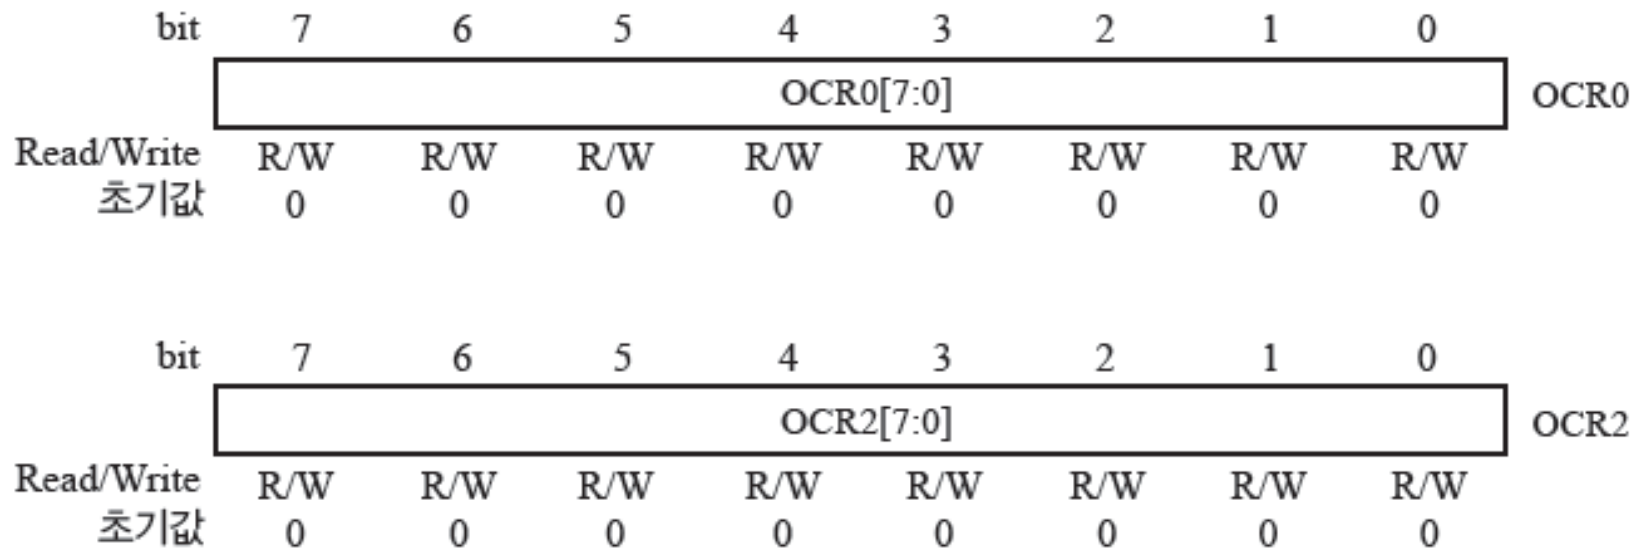 bit 7 6 5 4 3 2 1 0
OCR0[7:0] OCR0
Read/Write R/W R/W R/W R/W R/W R/W R/W R/W
초기값 0 0 0 0 0 0 0 0
bit 7 6 5 4 3 2 1 0
OCR2[7:0] OCR2
Read/Write R/W R/W R/W R/W R/W R/W R/W R/W
초기값 0 0 0 0 0 0 0 0